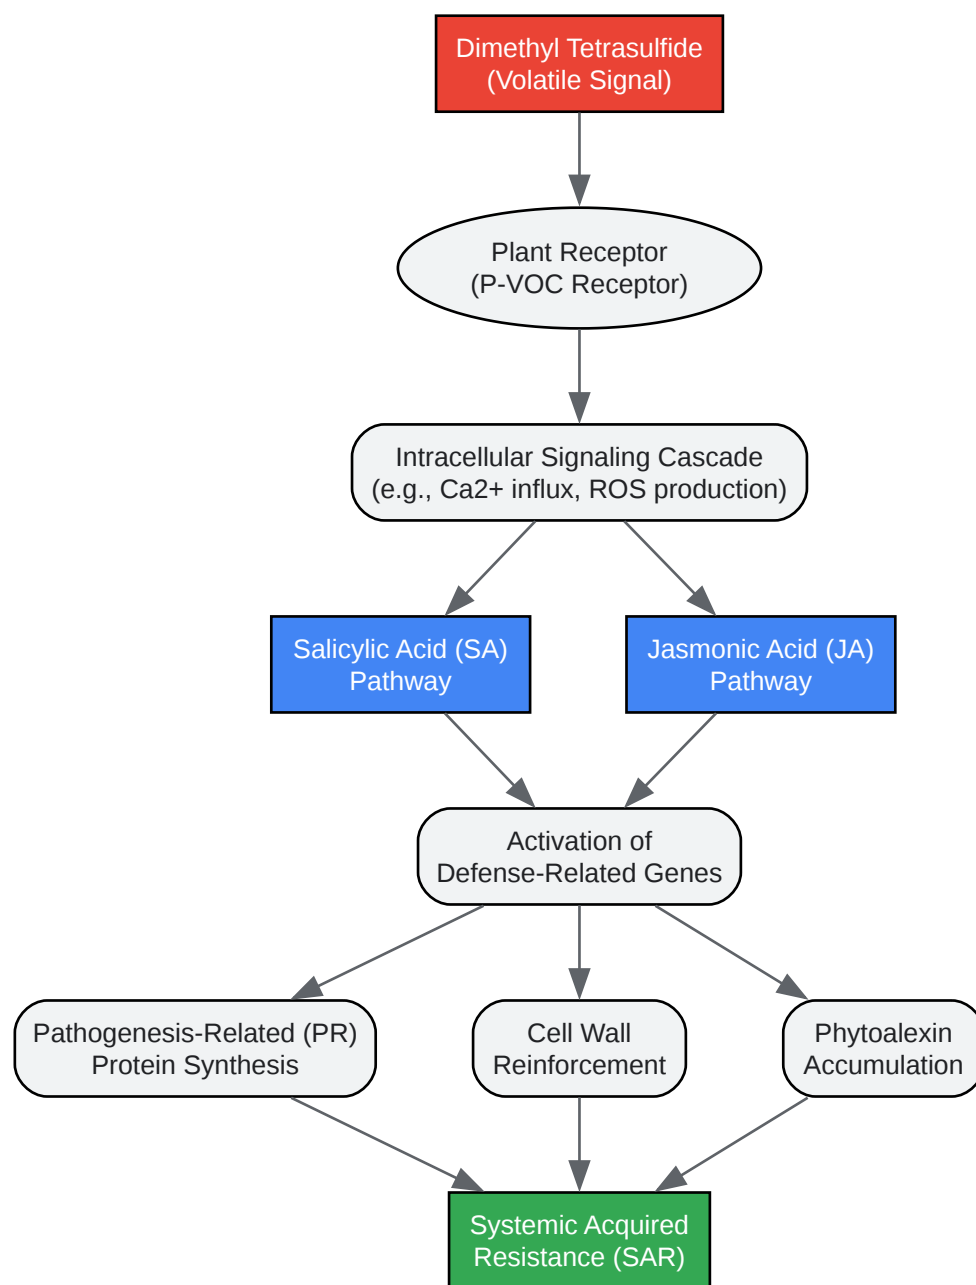 Dimethyl Tetrasulfide
(Volatile Signal)
Plant Receptor
(P-VOC Receptor)
Intracellular Signaling Cascade
(e.g., Ca2+ influx, ROS production)
Salicylic Acid (SA)
Pathway
Jasmonic Acid (JA)
Pathway
Activation of
Defense-Related Genes
Pathogenesis-Related (PR)
Protein Synthesis
Cell Wall
Reinforcement
Phytoalexin
Accumulation
Systemic Acquired
Resistance (SAR)